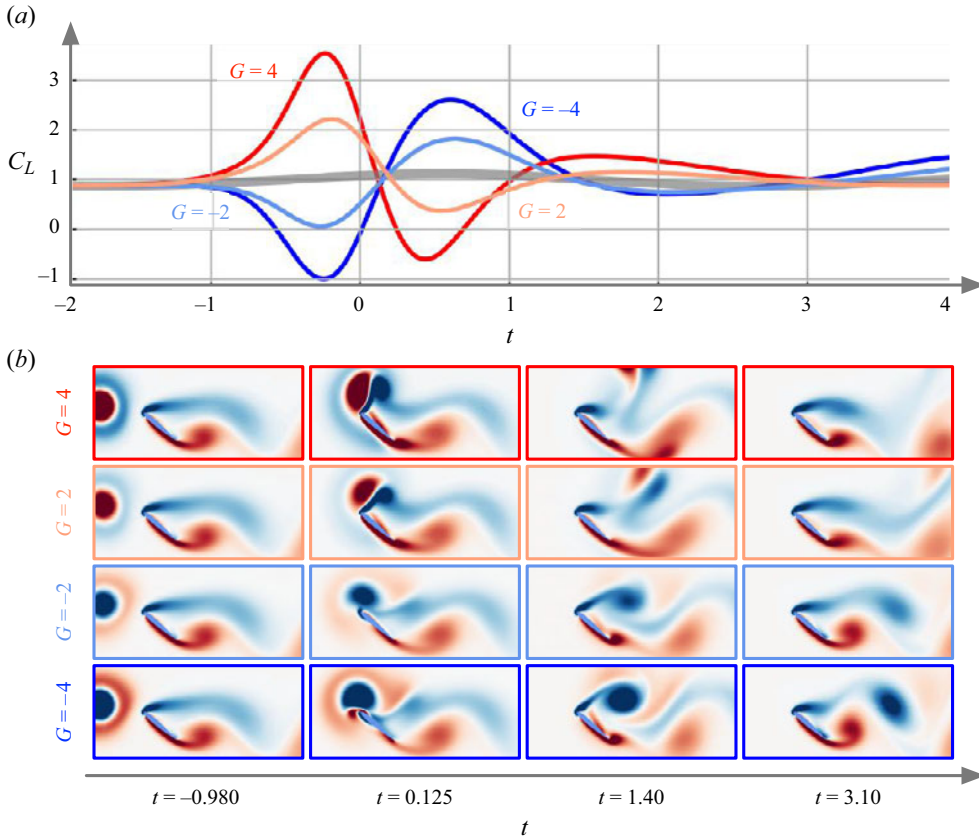 (a)
3
G = 4
G = −4
2
C_L
1
G = −2
G = 2
0
−1
−2 −1 0 1 2 3 4
t
(b)
G = 4
G = 2
G = −2
G = −4
t = −0.980 t = 0.125 t = 1.40 t = 3.10
t